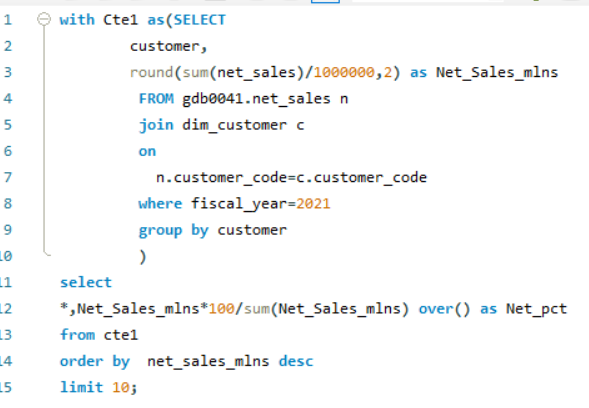 1 with Cte1 as(SELECT
2 customer,
3 round(sum(net_sales)/1000000,2) as Net_Sales_mlns
4 FROM gdb0041.net_sales n
5 join dim_customer c
6 on
7 n.customer_code=c.customer_code
8 where fiscal_year=2021
9 group by customer
10 )
11 select
12 *,Net_Sales_mlns*100/sum(Net_Sales_mlns) over() as Net_pct
13 from cte1
14 order by net_sales_mlns desc
15 limit 10;